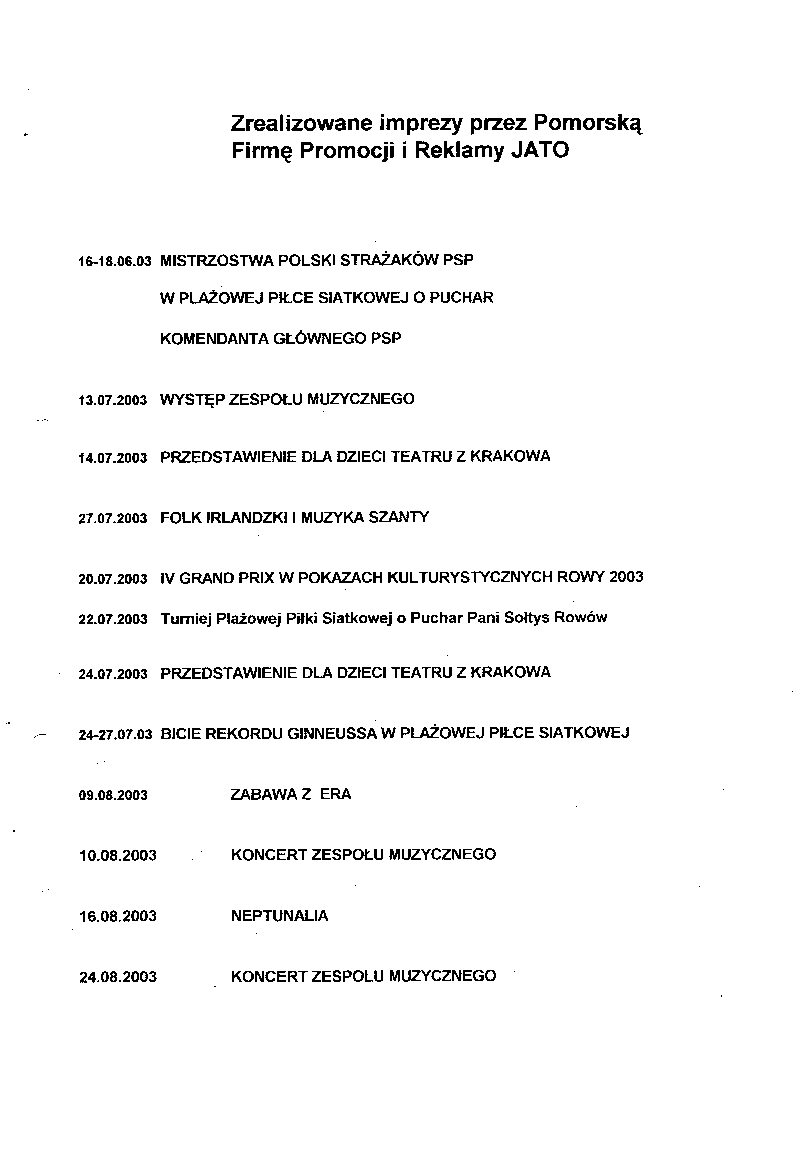 Zrealizowane imprezy przez Pomorską
Firmę Promocji i Reklamy JATO
16-18.06.03 MISTRZOSTWA POLSKI STRAŻAKÓW PSP
W PLAŻOWEJ PIŁCE SIATKOWEJ O PUCHAR
KOMENDANTA GŁÓWNEGO PSP
13.07.2003 WYSTĘP ZESPOŁU MUZYCZNEGO
14.07.2003 PRZEDSTAWIENIE DLA DZIECI TEATRU Z KRAKOWA
27.07.2003 FOLK IRLANDZKI I MUZYKA SZANTY
20.07.2003 IV GRAND PRIX W POKAZACH KULTURYSTYCZNYCH ROWY 2003
22.07.2003 Turniej Plażowej Piłki Siatkowej o Puchar Pani Sołtys Rowów
24.07.2003 PRZEDSTAWIENIE DLA DZIECI TEATRU Z KRAKOWA
24-27.07.03 BICIE REKORDU GINNEUSSA W PLAŻOWEJ PIŁCE SIATKOWEJ
09.08.2003 ZABAWA Z ERA
10.08.2003 KONCERT ZESPOŁU MUZYCZNEGO
16.08.2003 NEPTUNALIA
24.08.2003 KONCERT ZESPOLU MUZYCZNEGO